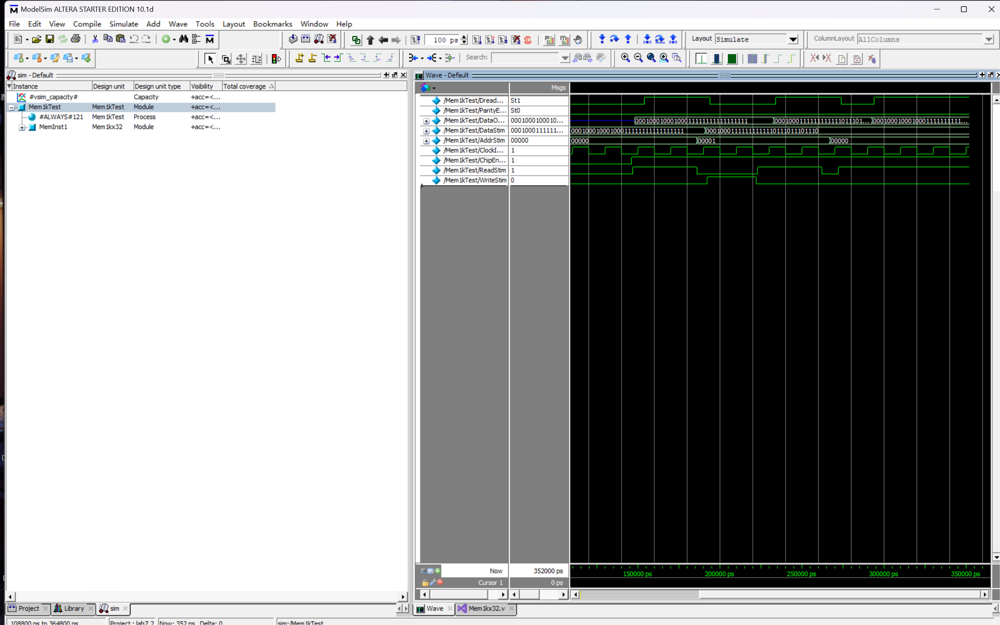 ModelSim ALTERA STARTER EDITION 10.1d
File Edit View Compile Simulate Add Wave Tools Layout Bookmarks Window Help
100 ps
Layout Simulate
ColumnLayout AllColumns
Search:
sim - Default
Instance Design unit Design unit type Visibility Total coverage
#vsim_capacity# Capacity +acc=<...
Mem1kTest Mem1kTest Module +acc=<...
#ALWAYS#121 Mem1kTest Process +acc=<...
MemInst1 Mem1kx32 Module +acc=<...
Wave - Default
Msgs
/Mem1kTest/Dread... St1
/Mem1kTest/ParityE... St0
/Mem1kTest/DataO... 0001000100010... 00010001000100011111111111111111 000100011111111111101110 1... 0001000100010001111111111...
/Mem1kTest/DataStim 0001000111111... 00010001000100011111111111111111 00010001111111111110111011101110
/Mem1kTest/AddrStim 00000 00000 00001 00000
/Mem1kTest/ClockI... 1
/Mem1kTest/ChipEn... 1
/Mem1kTest/ReadStim 1
/Mem1kTest/WriteStim 0
Now 352000 ps
150000 ps 200000 ps 250000 ps 300000 ps 350000 ps
Cursor 1 0 ps
Project Library sim
Wave Mem1kx32.v
108800 ps to 364800 ps Project : lab7_2 Now: 352 ns Delta: 0 sim:/Mem1kTest